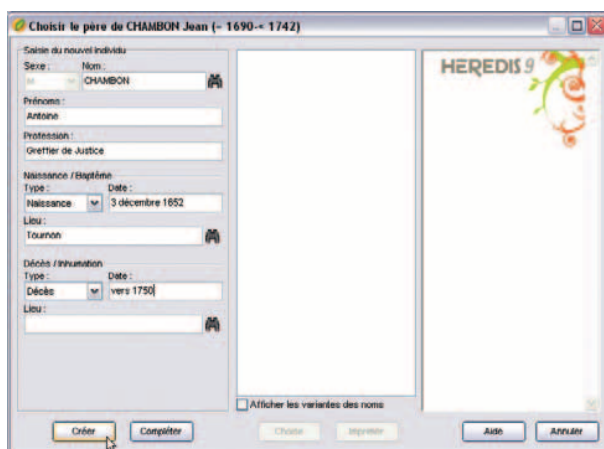 Choisir le père de CHAMBON Jean (~ 1690-< 1742)
Saisie du nouvel individu
Sexe : Nom :
M CHAMBON
Prénoms :
Antoine
Profession :
Greffier de Justice
Naissance / Baptême
Type : Date :
Naissance 3 décembre 1652
Lieu :
Tournon
Décès / Inhumation
Type : Date :
Décès vers 1750
Lieu :
HEREDIS 9
Afficher les variantes des noms
Créer Compléter Choisir Imprimer Aide Annuler